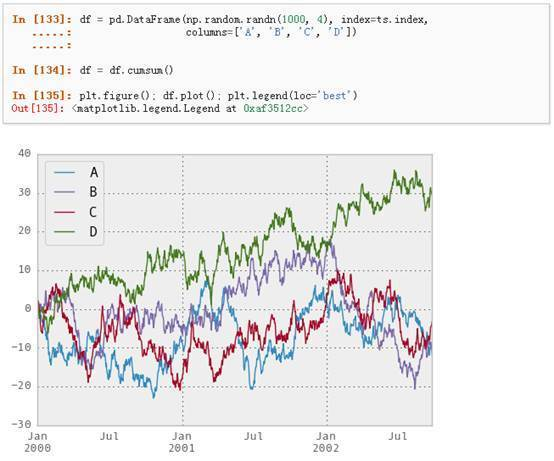 In [133]: df = pd.DataFrame(np.random.randn(1000, 4), index=ts.index,
.....: columns=['A', 'B', 'C', 'D'])
.....:
In [134]: df = df.cumsum()
In [135]: plt.figure(); df.plot(); plt.legend(loc='best')
Out[135]: <matplotlib.legend.Legend at 0xaf3512cc>
40
30
20
10
0
−10
−20
−30
A
B
C
D
Jan Jul Jan Jul Jan Jul
2000 2001 2002